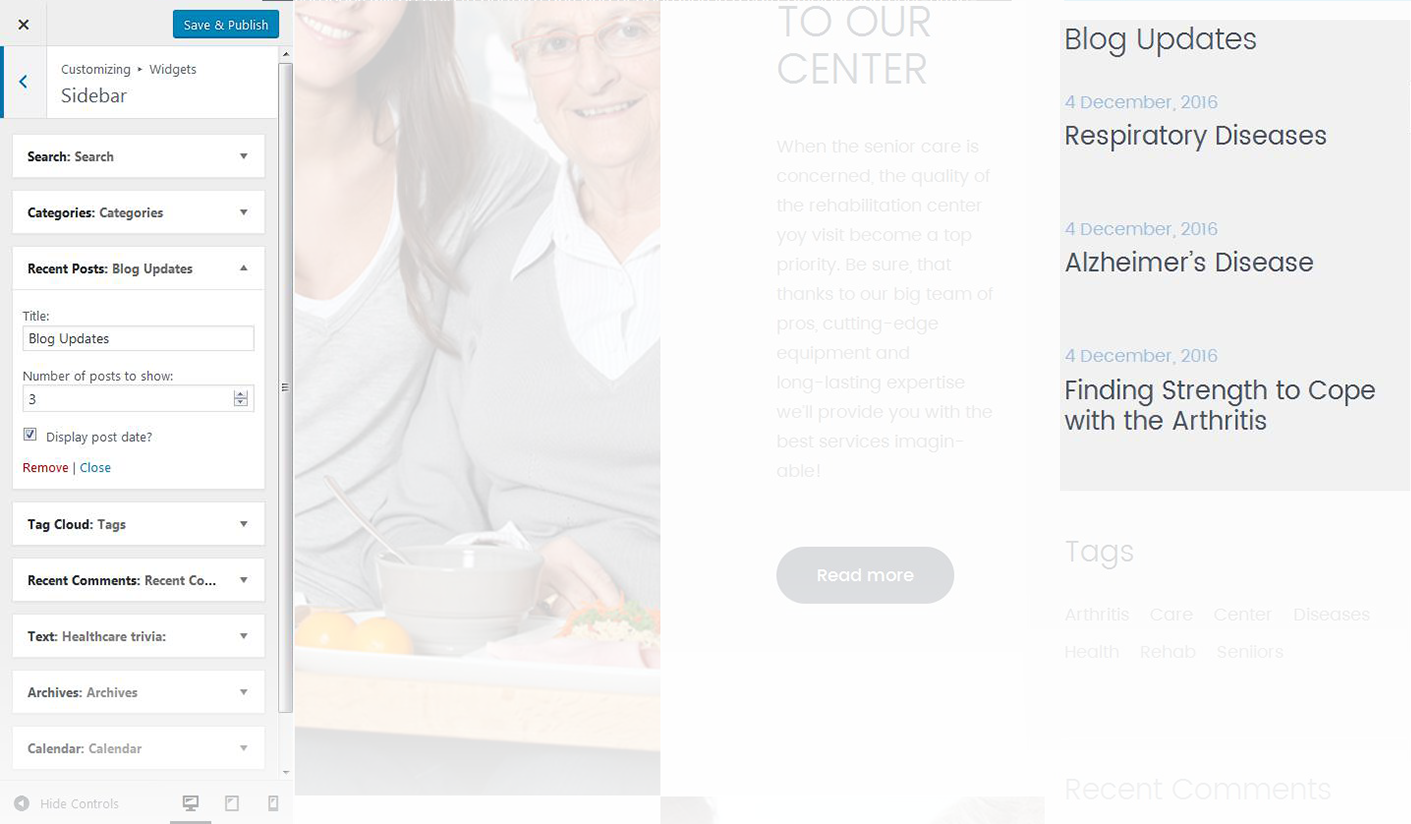 Save & Publish
Customizing ▸ Widgets
Sidebar
Search: Search
Categories: Categories
Recent Posts: Blog Updates
Title:
Blog Updates
Number of posts to show:
3
Display post date?
Remove | Close
Tag Cloud: Tags
Recent Comments: Recent Co...
Text: Healthcare trivia:
Archives: Archives
Calendar: Calendar
Hide Controls
TO OUR
CENTER
When the senior care is
concerned, the quality of
the rehabilitation center
yoy visit become a top
priority. Be sure, that
thanks to our big team of
pros, cutting-edge
equipment and
long-lasting expertise
we'll provide you with the
best services imagin-
able!
Read more
Blog Updates
4 December, 2016
Respiratory Diseases
4 December, 2016
Alzheimer’s Disease
4 December, 2016
Finding Strength to Cope
with the Arthritis
Tags
Arthritis Care Center Diseases
Health Rehab Seniiors
Recent Comments